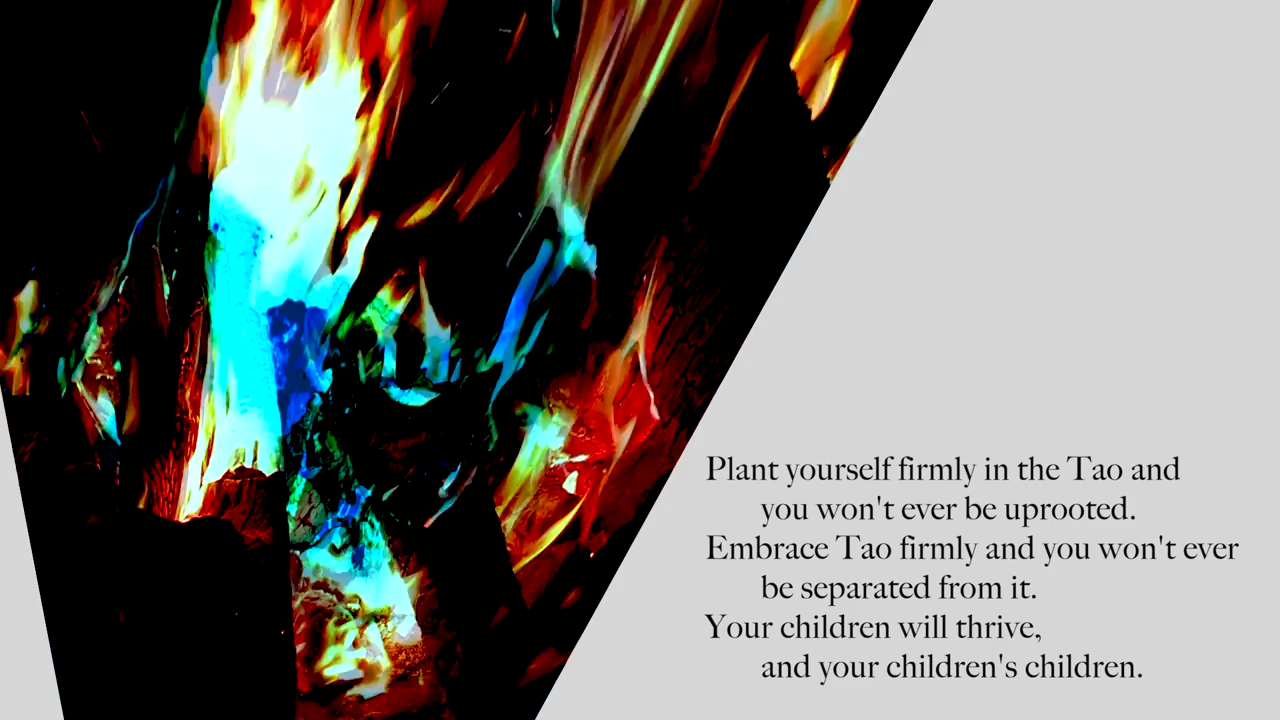 Plant yourself firmly in the Tao and
you won't ever be uprooted.
Embrace Tao firmly and you won't ever
be separated from it.
Your children will thrive,
and your children's children.